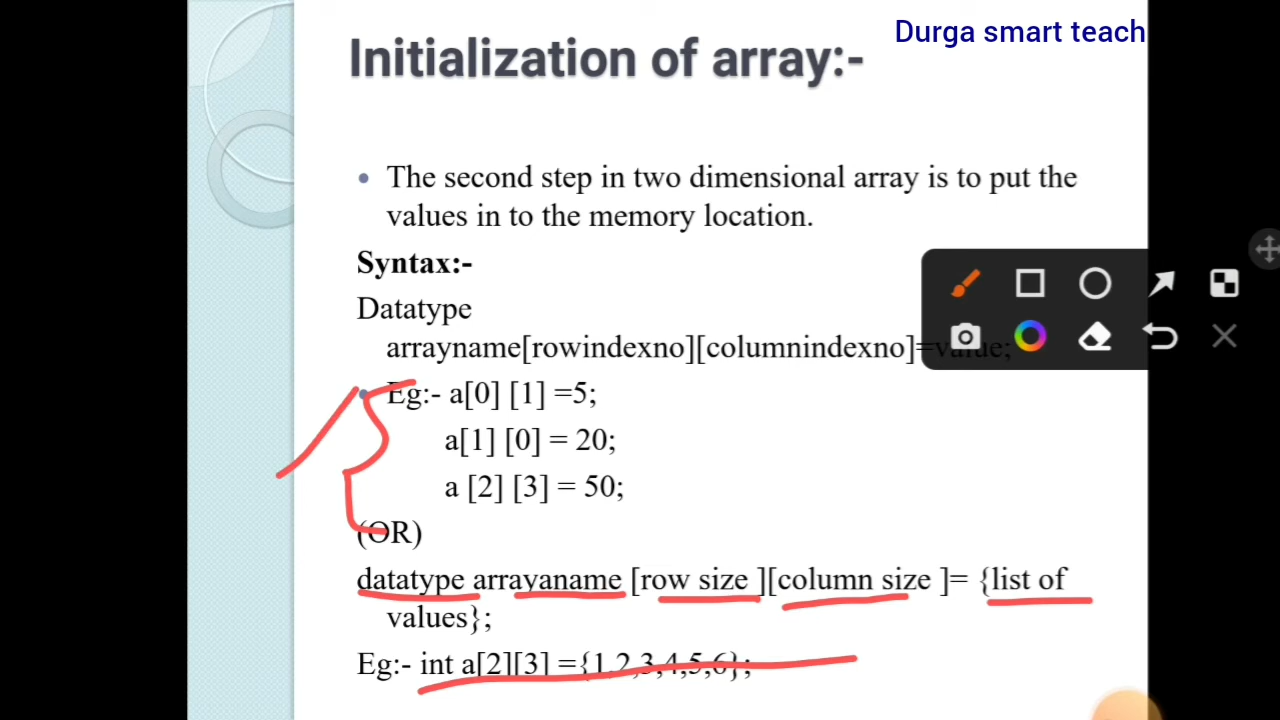 Durga smart teach
Initialization of array:-
The second step in two dimensional array is to put the
values in to the memory location.
Syntax:-
Datatype
arrayname[rowindexno][columnindexno]=value;
Eg:- a[0] [1] =5;
a[1] [0] = 20;
a [2] [3] = 50;
(OR)
datatype arrayaname [row size ][column size ]= {list of
values};
Eg:- int a[2][3] ={1,2,3,4,5,6};